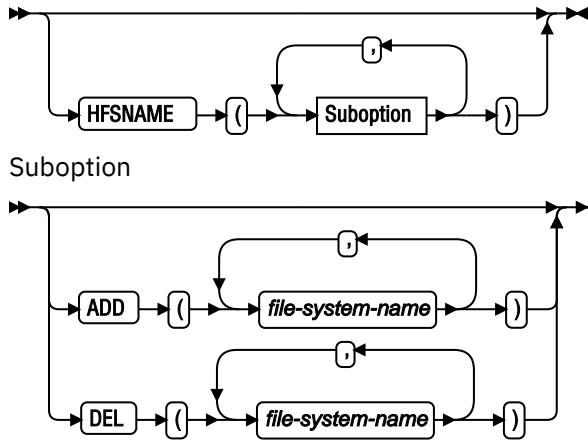 ,
HFSNAME ( Suboption )
Suboption
,
ADD ( file-system-name )
,
DEL ( file-system-name )